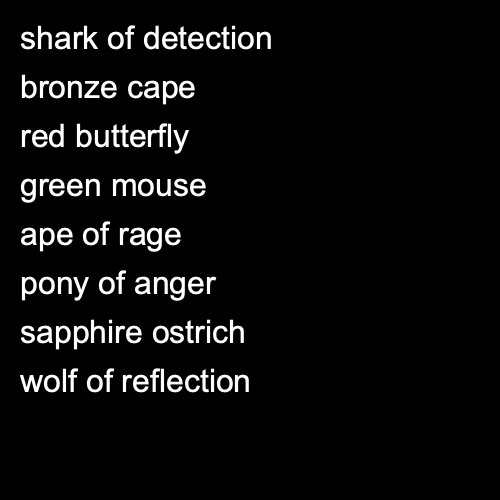 shark of detection
bronze cape
red butterfly
green mouse
ape of rage
pony of anger
sapphire ostrich
wolf of reflection